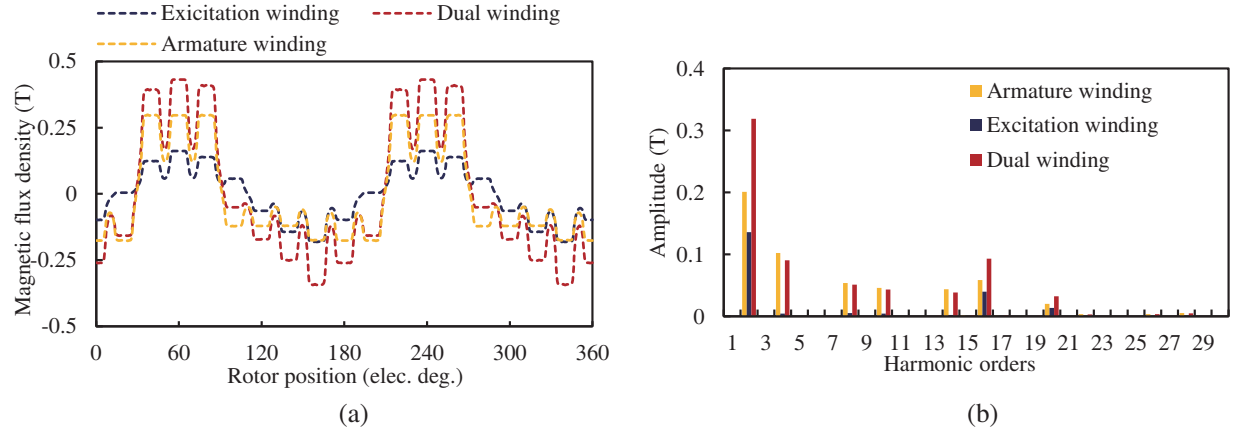 Exicitation winding
Dual winding
Armature winding
Magnetic flux density (T)
0.5
0.25
0
-0.25
-0.5
0 60 120 180 240 300 360
Rotor position (elec. deg.)
(a)
Amplitude (T)
0.4
0.3
0.2
0.1
0
Armature winding
Excitation winding
Dual winding
1 3 5 7 9 11 13 15 17 19 21 23 25 27 29
Harmonic orders
(b)